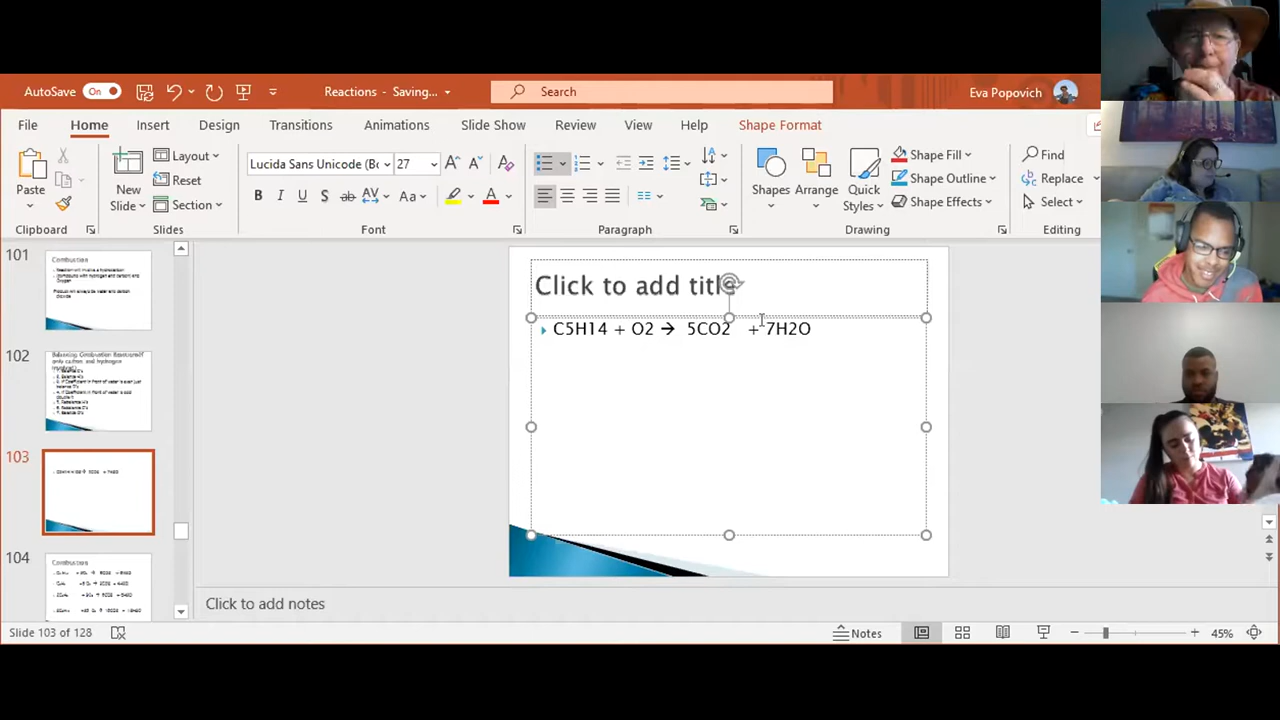 AutoSave On Reactions - Saving... Search Eva Popovich
File Home Insert Design Transitions Animations Slide Show Review View Help Shape Format
Paste
Clipboard
New Slide
Layout
Reset
Section
Slides
Lucida Sans Unicode (Bo 27
Font
Paragraph
Shapes
Arrange
Quick Styles
Shape Fill
Shape Outline
Shape Effects
Drawing
Find
Replace
Select
Editing
101
Combustion
102
103
104
Combustion
Click to add title
C5H14 + O2 → 5CO2 + 7H2O
Click to add notes
Slide 103 of 128 Notes 45%